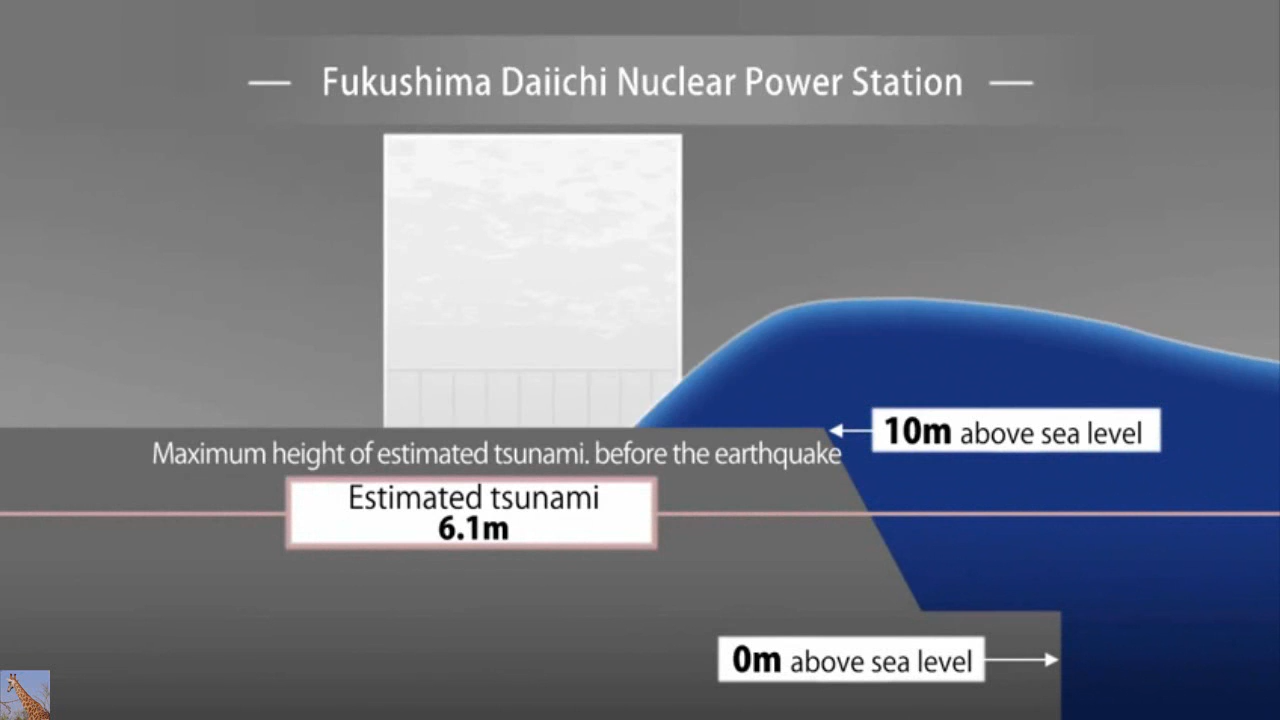 — Fukushima Daiichi Nuclear Power Station —
10m above sea level
Maximum height of estimated tsunami. before the earthquake
Estimated tsunami
6.1m
0m above sea level